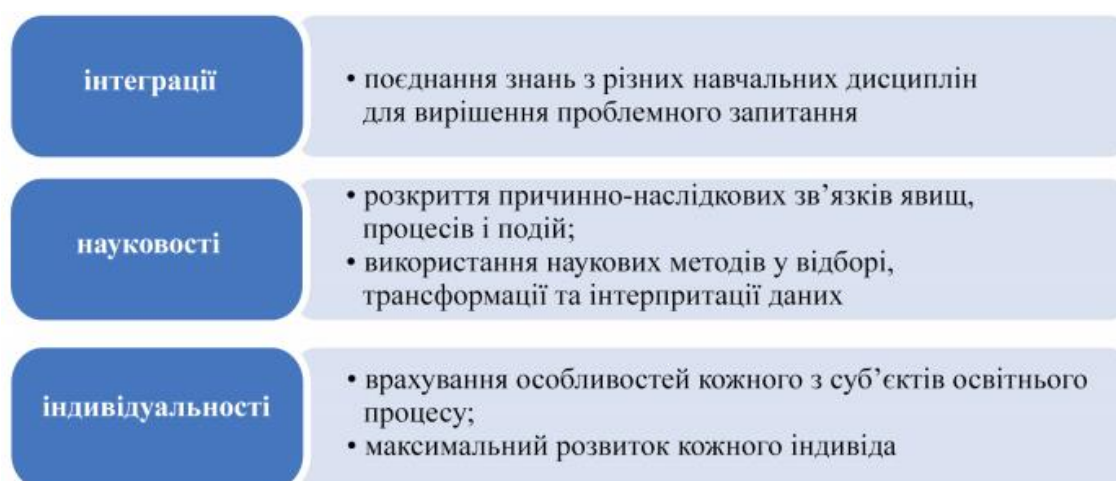 інтеграції
• поєднання знань з різних навчальних дисциплін
для вирішення проблемного запитання
науковості
• розкриття причинно-наслідкових зв’язків явищ,
процесів і подій;
• використання наукових методів у відборі,
трансформації та інтерпритації даних
індивідуальності
• врахування особливостей кожного з суб’єктів освітнього
процесу;
• максимальний розвиток кожного індивіда